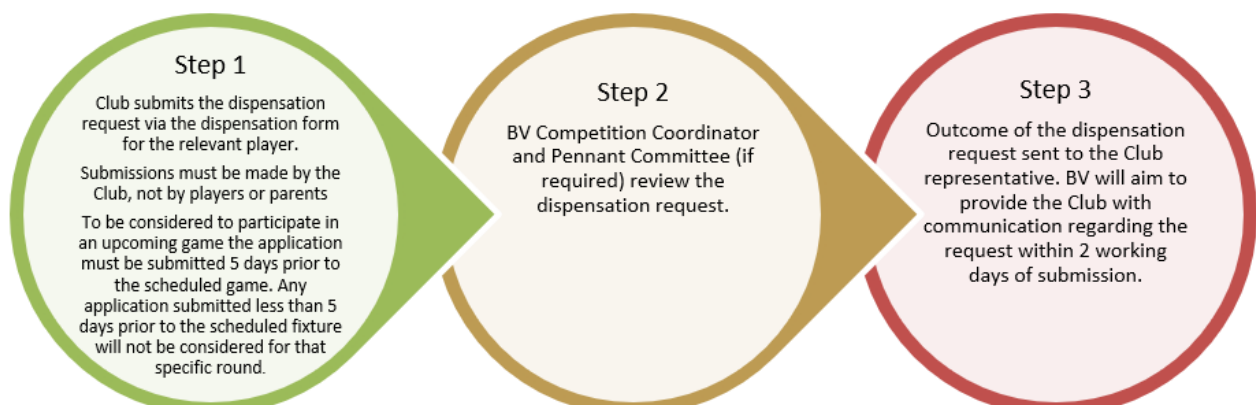 Step 1
Club submits the dispensation
request via the dispensation form
for the relevant player.
Submissions must be made by the
Club, not by players or parents
To be considered to participate in
an upcoming game the application
must be submitted 5 days prior to
the scheduled game. Any
application submitted less than 5
days prior to the scheduled fixture
will not be considered for that
specific round.
Step 2
BV Competition Coordinator
and Pennant Committee (if
required) review the
dispensation request.
Step 3
Outcome of the dispensation
request sent to the Club
representative. BV will aim to
provide the Club with
communication regarding the
request within 2 working
days of submission.